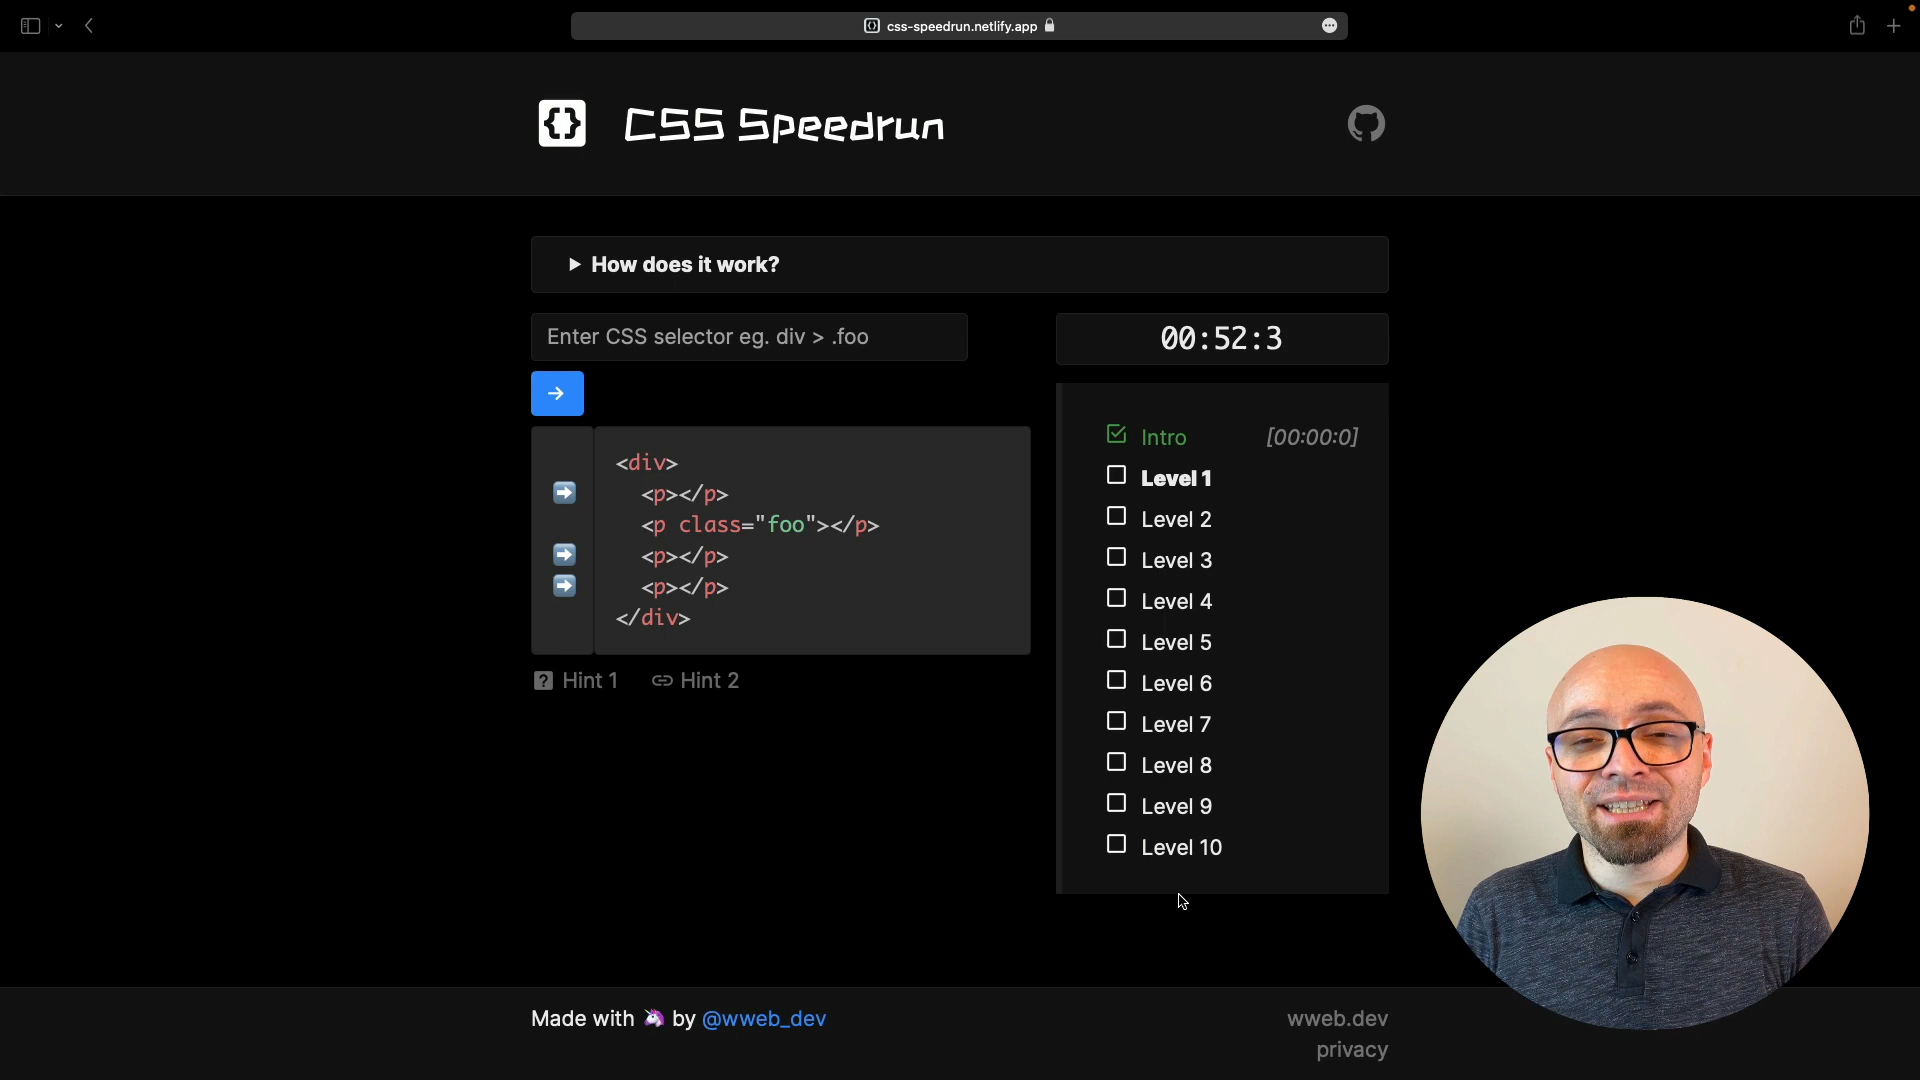 css-speedrun.netlify.app
{} CSS Speedrun
▶ How does it work?
Enter CSS selector eg. div > .foo
00:52:3
→
<div>
<p></p>
<p class="foo"></p>
<p></p>
<p></p>
</div>
? Hint 1
Hint 2
Intro [00:00:0]
Level 1
Level 2
Level 3
Level 4
Level 5
Level 6
Level 7
Level 8
Level 9
Level 10
Made with 🦄 by @wweb_dev
wweb.dev
privacy